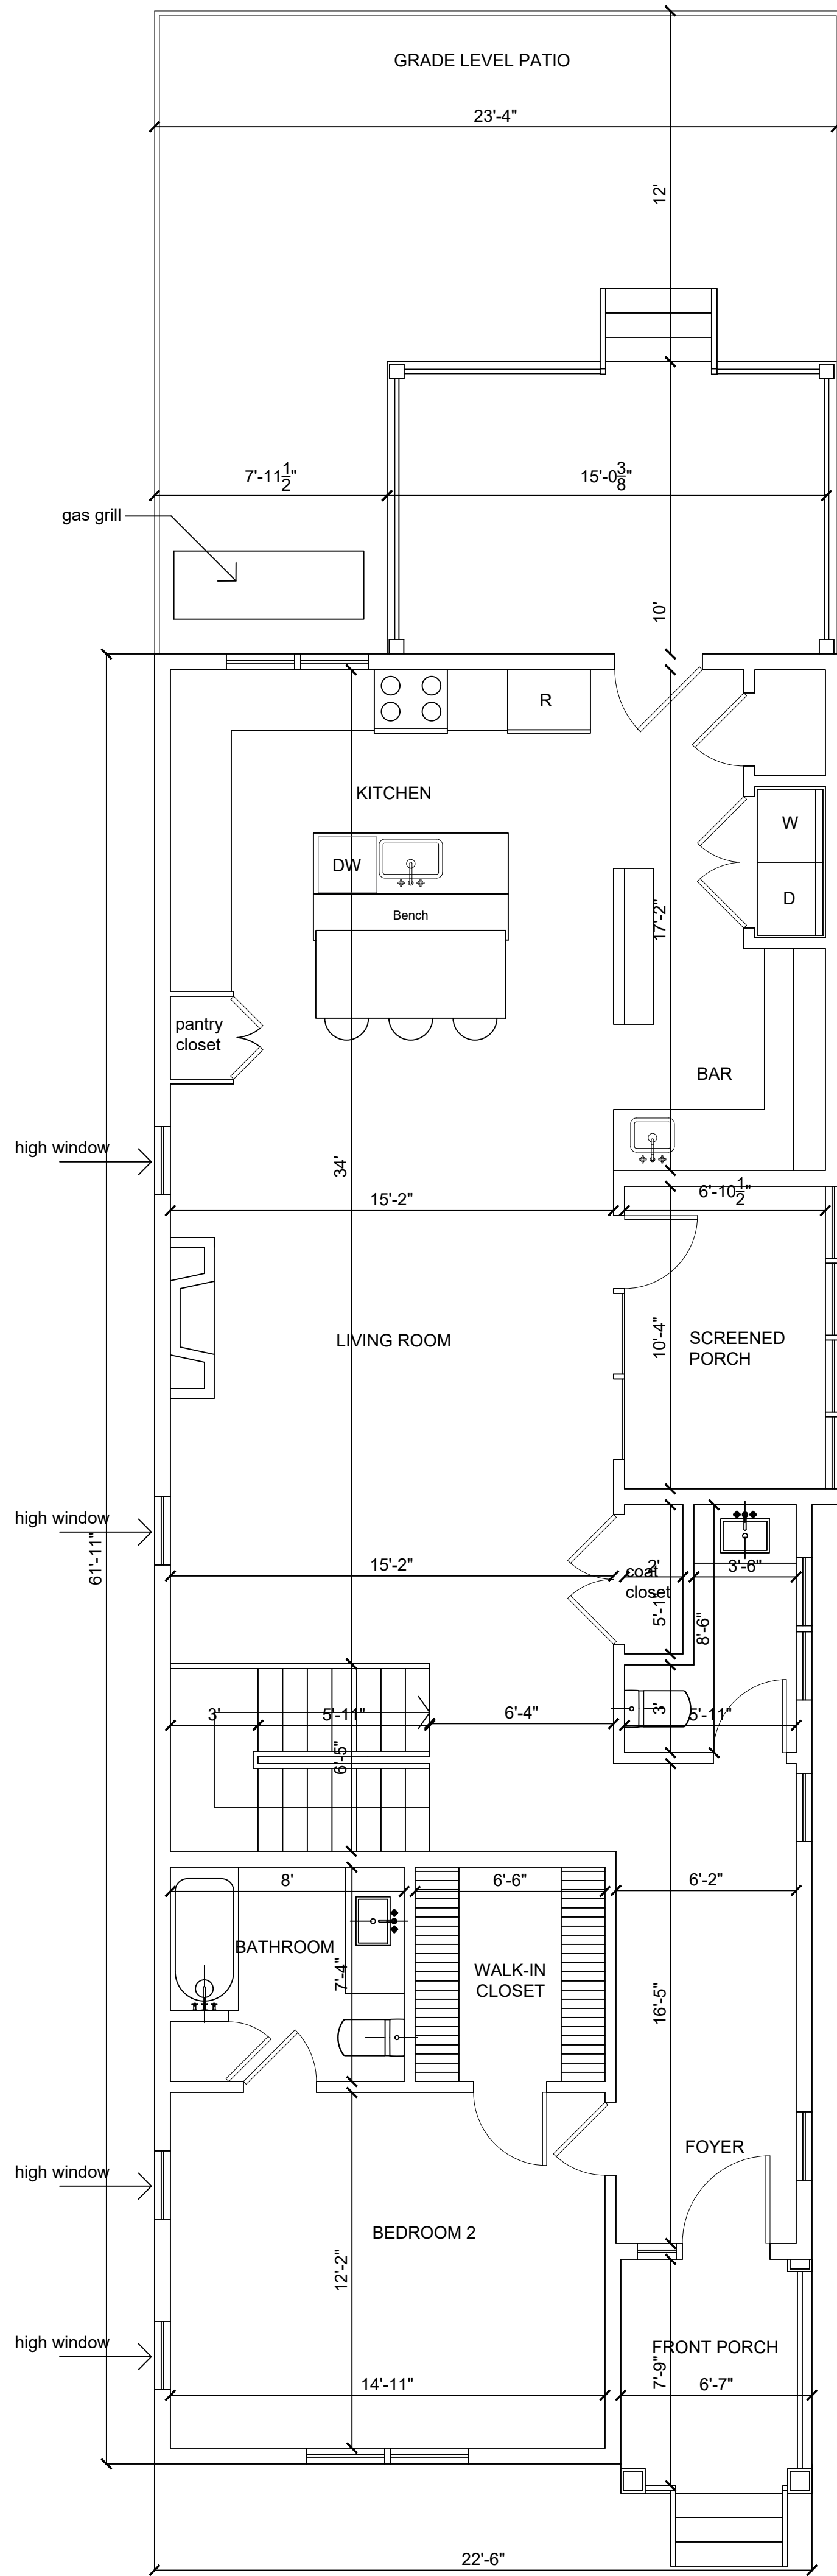 GRADE LEVEL PATIO
23'-4"
12'
7'-11 1/2"
15'-0 3/8"
gas grill
10'
R
KITCHEN
W
DW
D
Bench
17'-2"
pantry
closet
BAR
high window
34'
15'-2"
6'-10 1/2"
LIVING ROOM
10'-4"
SCREENED
PORCH
high window
61'-11"
15'-2"
2'
3'-6"
coat
closet
5'-1"
8'-6"
3'
5'-11"
6'-4"
3'
5'-11"
6'-5"
8'
6'-6"
6'-2"
BATHROOM
7'-4"
WALK-IN
CLOSET
16'-5"
FOYER
high window
BEDROOM 2
12'-2"
high window
FRONT PORCH
7'-9"
14'-11"
6'-7"
22'-6"